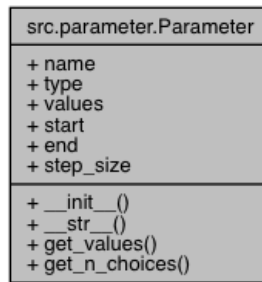 src.parameter.Parameter
+ name
+ type
+ values
+ start
+ end
+ step_size
+ __init__()
+ __str__()
+ get_values()
+ get_n_choices()